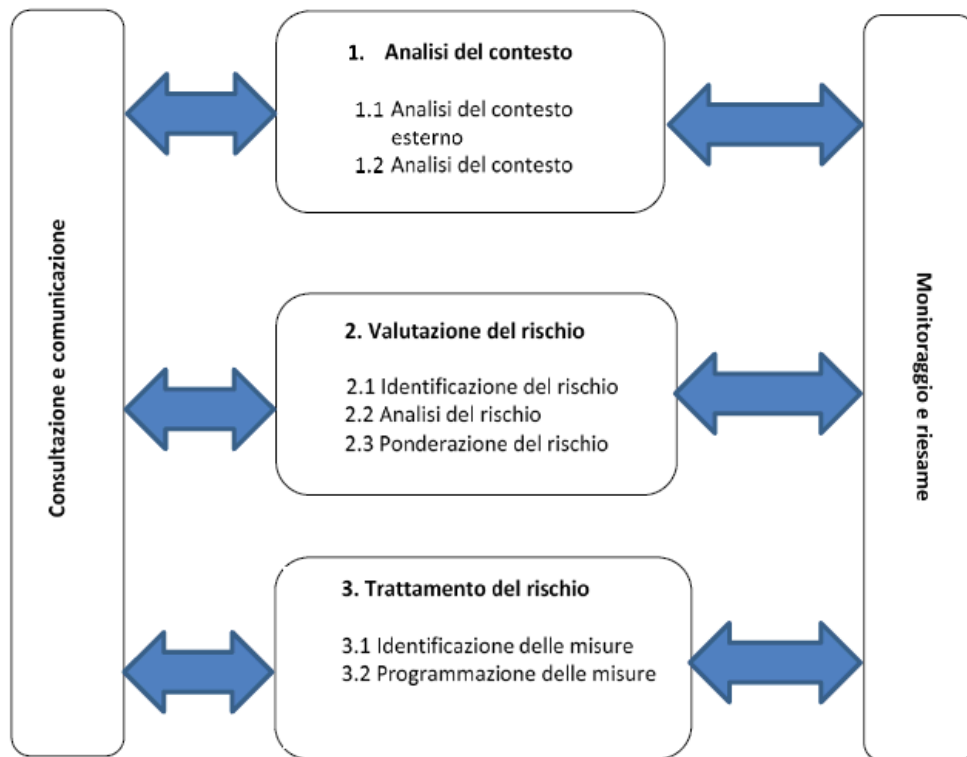 Consultazione e comunicazione
1. Analisi del contesto
1.1 Analisi del contesto
esterno
1.2 Analisi del contesto
2. Valutazione del rischio
2.1 Identificazione del rischio
2.2 Analisi del rischio
2.3 Ponderazione del rischio
3. Trattamento del rischio
3.1 Identificazione delle misure
3.2 Programmazione delle misure
Monitoraggio e riesame